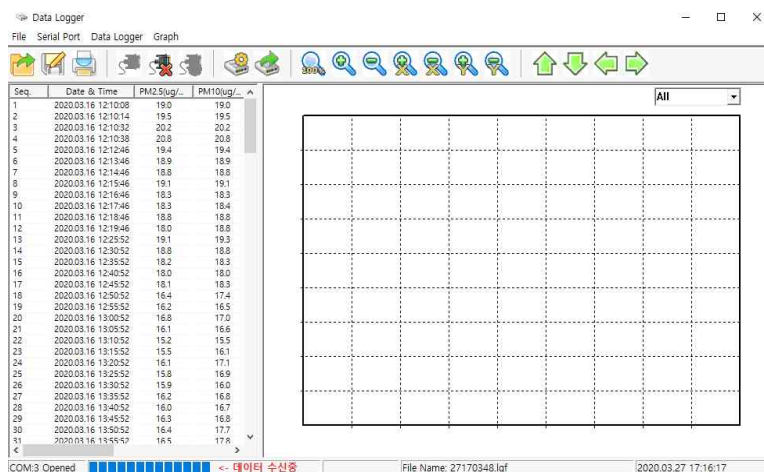 Data Logger
File Serial Port Data Logger Graph
100%
Seq. Date & Time PM2.5(ug/... PM10(ug/...
All
1 2020.03.16 12:10:08 19.0 19.0
2 2020.03.16 12:10:14 19.5 19.5
3 2020.03.16 12:10:32 20.2 20.2
4 2020.03.16 12:10:38 20.8 20.8
5 2020.03.16 12:12:46 19.4 19.4
6 2020.03.16 12:13:46 18.9 18.9
7 2020.03.16 12:14:46 18.8 18.8
8 2020.03.16 12:15:46 19.1 19.1
9 2020.03.16 12:16:46 18.3 18.3
10 2020.03.16 12:17:46 18.3 18.4
11 2020.03.16 12:18:46 18.8 18.8
12 2020.03.16 12:19:46 18.0 18.8
13 2020.03.16 12:25:52 19.1 19.3
14 2020.03.16 12:30:52 18.8 18.8
15 2020.03.16 12:35:52 18.2 18.3
16 2020.03.16 12:40:52 18.0 18.0
17 2020.03.16 12:45:52 18.1 18.3
18 2020.03.16 12:50:52 16.4 17.4
19 2020.03.16 12:55:52 16.2 16.5
20 2020.03.16 13:00:52 16.8 17.0
21 2020.03.16 13:05:52 16.1 16.6
22 2020.03.16 13:10:52 15.2 15.5
23 2020.03.16 13:15:52 15.5 16.1
24 2020.03.16 13:20:52 16.1 17.1
25 2020.03.16 13:25:52 15.8 16.9
26 2020.03.16 13:30:52 15.9 16.0
27 2020.03.16 13:35:52 16.2 16.8
28 2020.03.16 13:40:52 16.0 16.7
29 2020.03.16 13:45:52 16.3 16.8
30 2020.03.16 13:50:52 16.4 17.7
31 2020.03.16 13:55:52 16.5 17.8
COM:3 Opened <- 데이터 수신중 File Name: 27170348.lgf 2020.03.27 17:16:17